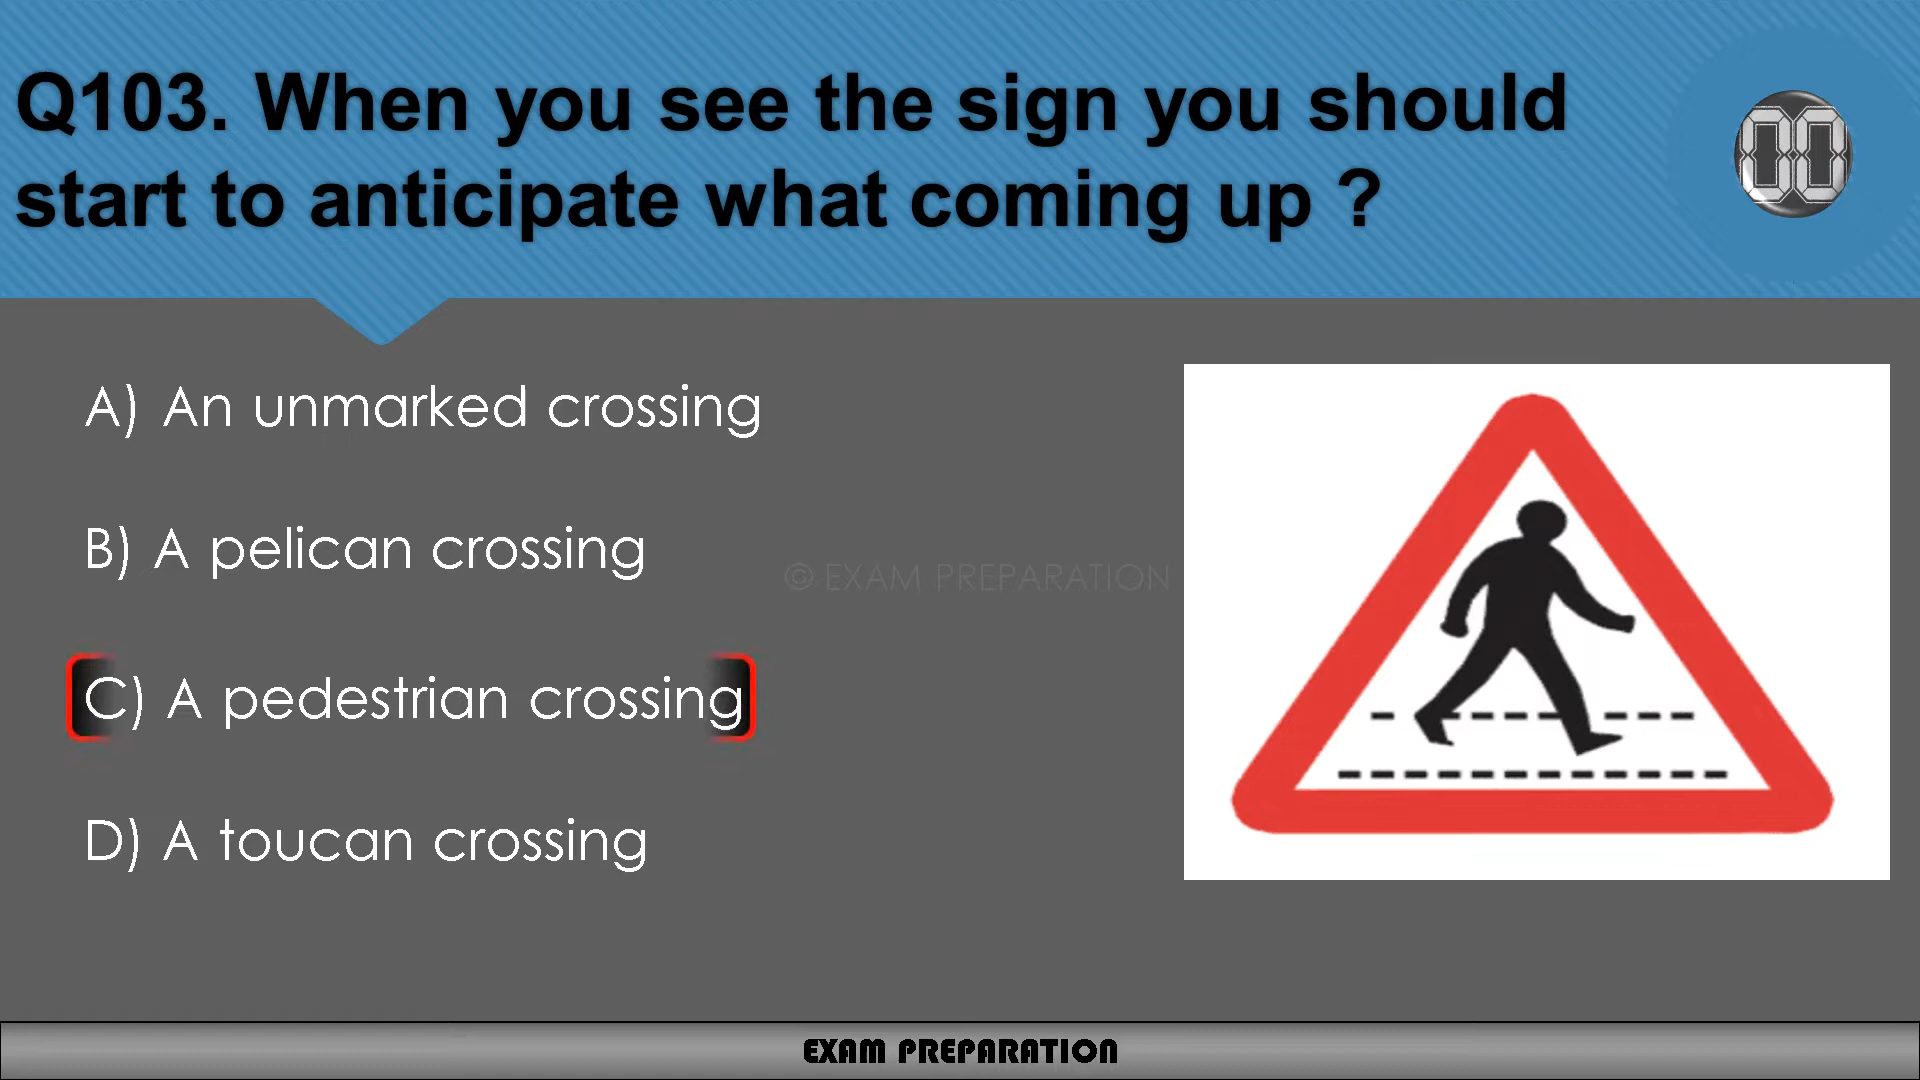 Q103. When you see the sign you should
start to anticipate what coming up ?
00
A) An unmarked crossing
B) A pelican crossing
© EXAM PREPARATION
C) A pedestrian crossing
D) A toucan crossing
EXAM PREPARATION